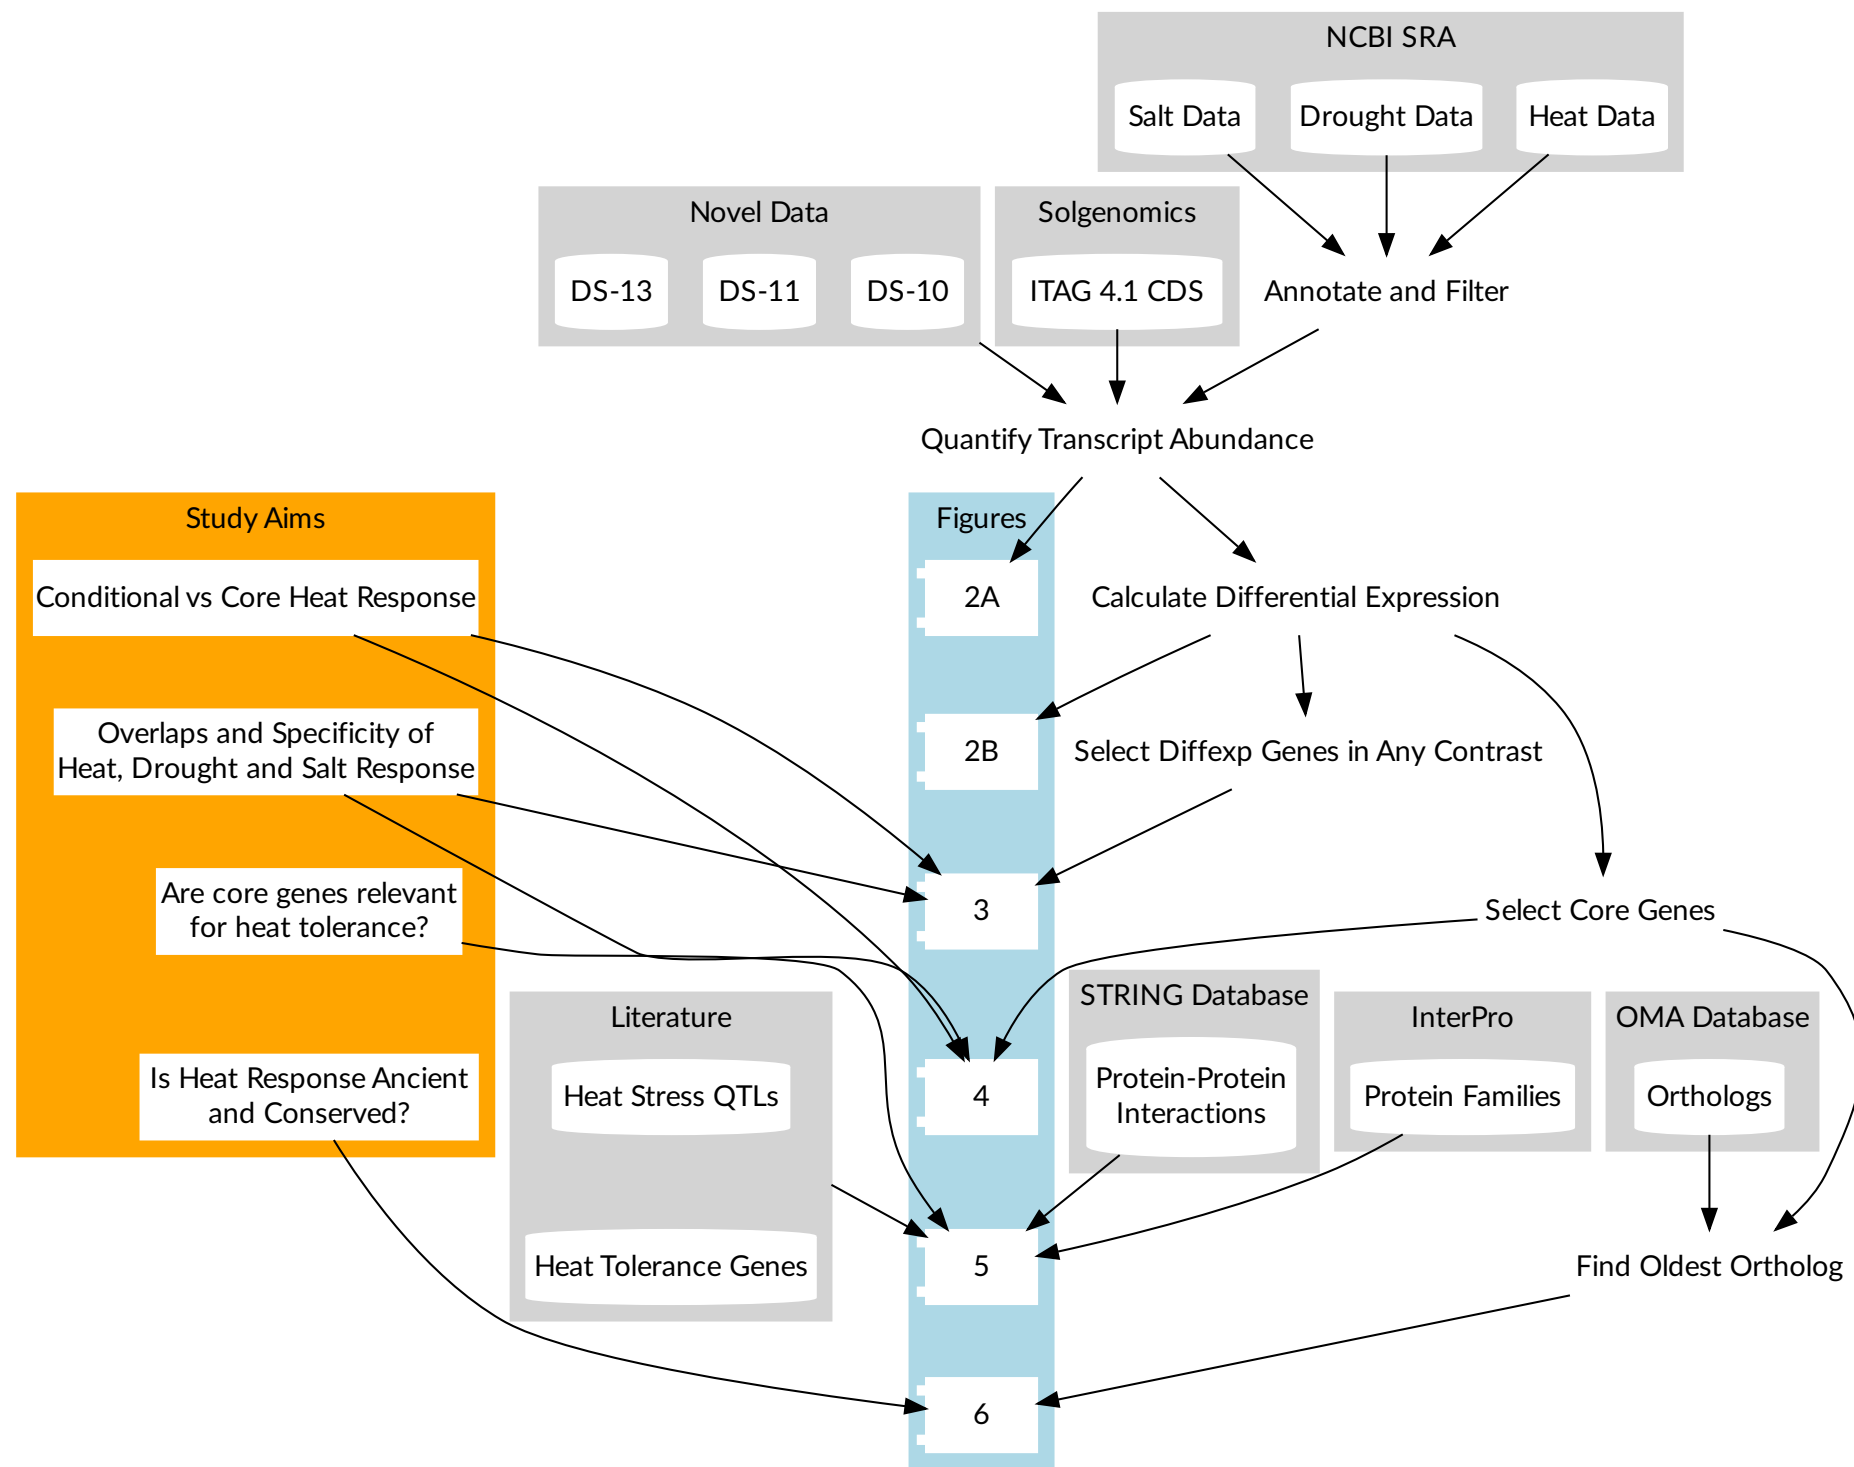 NCBI SRA
Salt Data
Drought Data
Heat Data
Novel Data
DS-13
DS-11
DS-10
Solgenomics
ITAG 4.1 CDS
Annotate and Filter
Quantify Transcript Abundance
Study Aims
Conditional vs Core Heat Response
Overlaps and Specificity of
Heat, Drought and Salt Response
Are core genes relevant
for heat tolerance?
Is Heat Response Ancient
and Conserved?
Figures
2A
2B
3
4
5
6
Calculate Differential Expression
Select Diffexp Genes in Any Contrast
Select Core Genes
Literature
Heat Stress QTLs
Heat Tolerance Genes
STRING Database
Protein-Protein
Interactions
InterPro
Protein Families
OMA Database
Orthologs
Find Oldest Ortholog